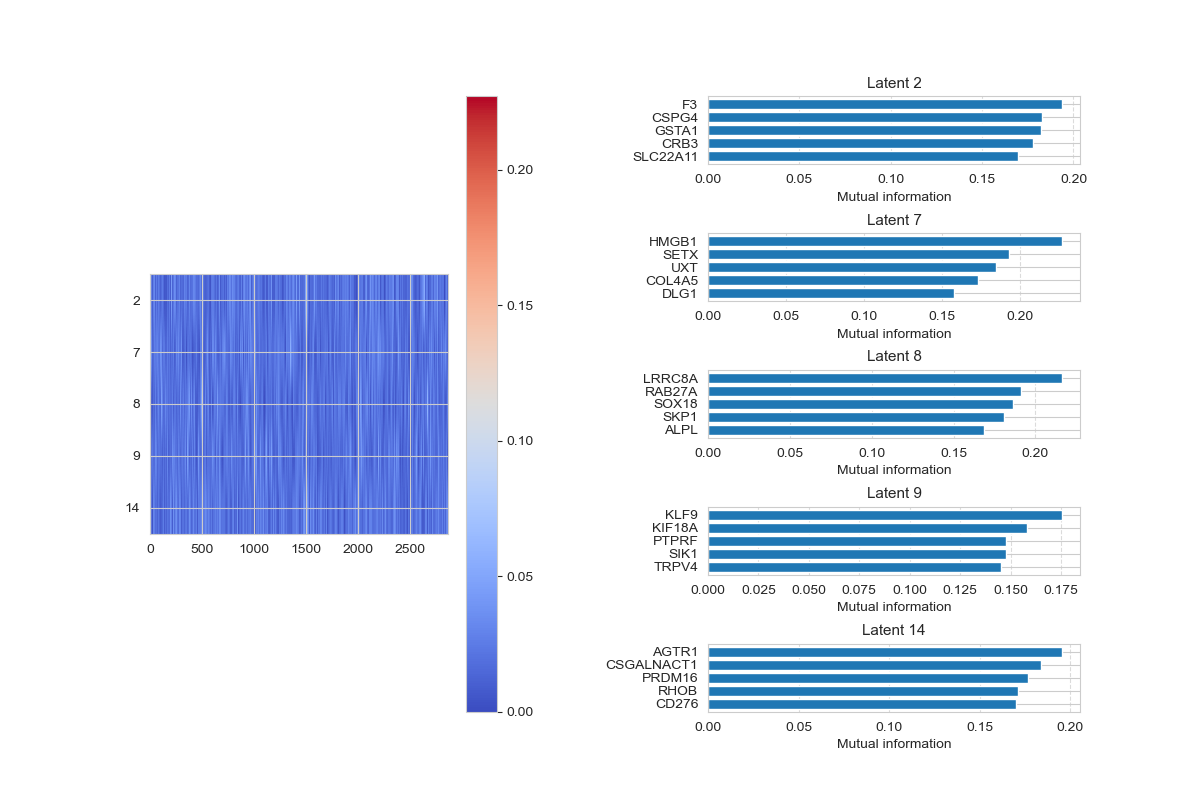 2
7
8
9
14
0 500 1000 1500 2000 2500
0.20
0.15
0.10
0.05
0.00
Latent 2
F3
CSPG4
GSTA1
CRB3
SLC22A11
0.00 0.05 0.10 0.15 0.20
Mutual information
Latent 7
HMGB1
SETX
UXT
COL4A5
DLG1
0.00 0.05 0.10 0.15 0.20
Mutual information
Latent 8
LRRC8A
RAB27A
SOX18
SKP1
ALPL
0.00 0.05 0.10 0.15 0.20
Mutual information
Latent 9
KLF9
KIF18A
PTPRF
SIK1
TRPV4
0.000 0.025 0.050 0.075 0.100 0.125 0.150 0.175
Mutual information
Latent 14
AGTR1
CSGALNACT1
PRDM16
RHOB
CD276
0.00 0.05 0.10 0.15 0.20
Mutual information